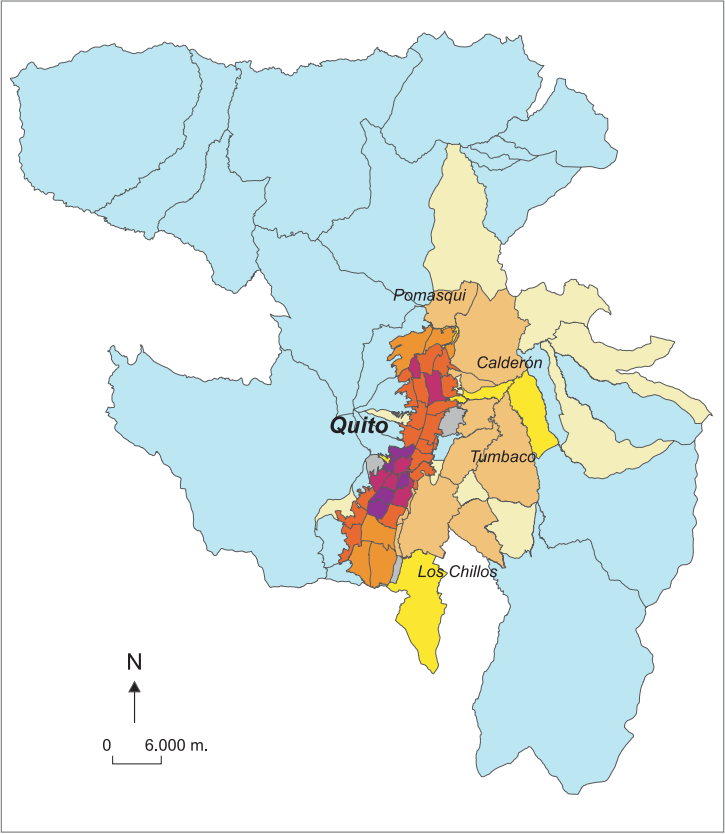 Pomasqui
Calderón
Quito
Tumbaco
Los Chillos
N
0 6.000 m.